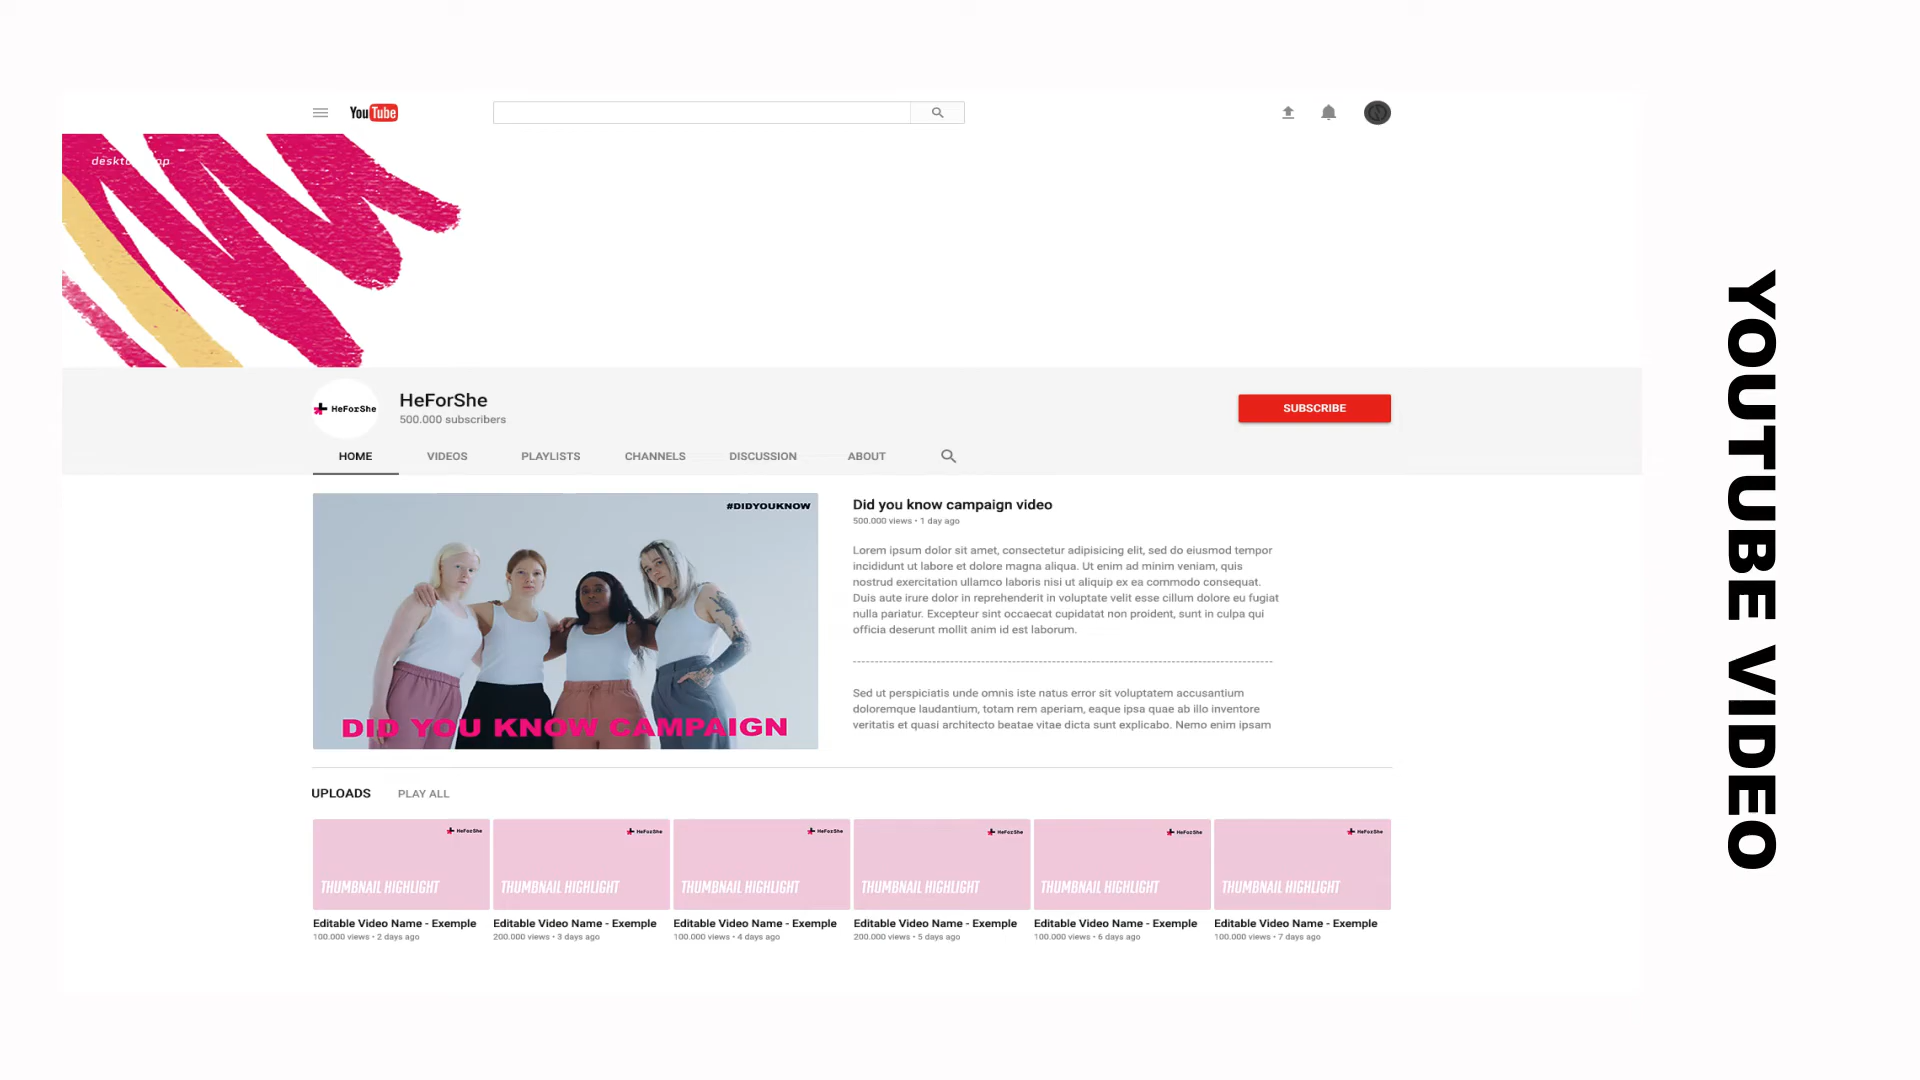 YouTube
HeForShe
HeForShe
500.000 subscribers
SUBSCRIBE
HOME
VIDEOS
PLAYLISTS
CHANNELS
DISCUSSION
ABOUT
#DIDYOUKNOW
DID YOU KNOW CAMPAIGN
Did you know campaign video
500.000 views • 1 day ago
Lorem ipsum dolor sit amet, consectetur adipisicing elit, sed do eiusmod tempor
incididunt ut labore et dolore magna aliqua. Ut enim ad minim veniam, quis
nostrud exercitation ullamco laboris nisi ut aliquip ex ea commodo consequat.
Duis aute irure dolor in reprehenderit in voluptate velit esse cillum dolore eu fugiat
nulla pariatur. Excepteur sint occaecat cupidatat non proident, sunt in culpa qui
officia deserunt mollit anim id est laborum.
Sed ut perspiciatis unde omnis iste natus error sit voluptatem accusantium
doloremque laudantium, totam rem aperiam, eaque ipsa quae ab illo inventore
veritatis et quasi architecto beatae vitae dicta sunt explicabo. Nemo enim ipsam
UPLOADS
PLAY ALL
HeForShe
THUMBNAIL HIGHLIGHT
Editable Video Name - Exemple
100.000 views • 2 days ago
HeForShe
THUMBNAIL HIGHLIGHT
Editable Video Name - Exemple
200.000 views • 3 days ago
HeForShe
THUMBNAIL HIGHLIGHT
Editable Video Name - Exemple
100.000 views • 4 days ago
HeForShe
THUMBNAIL HIGHLIGHT
Editable Video Name - Exemple
200.000 views • 5 days ago
HeForShe
THUMBNAIL HIGHLIGHT
Editable Video Name - Exemple
100.000 views • 6 days ago
HeForShe
THUMBNAIL HIGHLIGHT
Editable Video Name - Exemple
100.000 views • 7 days ago
YOUTUBE VIDEO